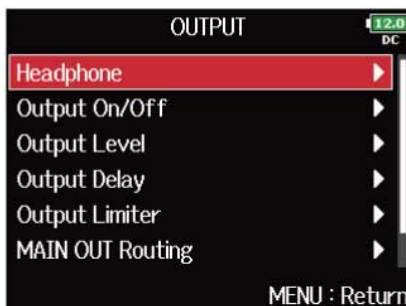 OUTPUT
12.0
DC
Headphone
Output On/Off
Output Level
Output Delay
Output Limiter
MAIN OUT Routing
MENU : Return